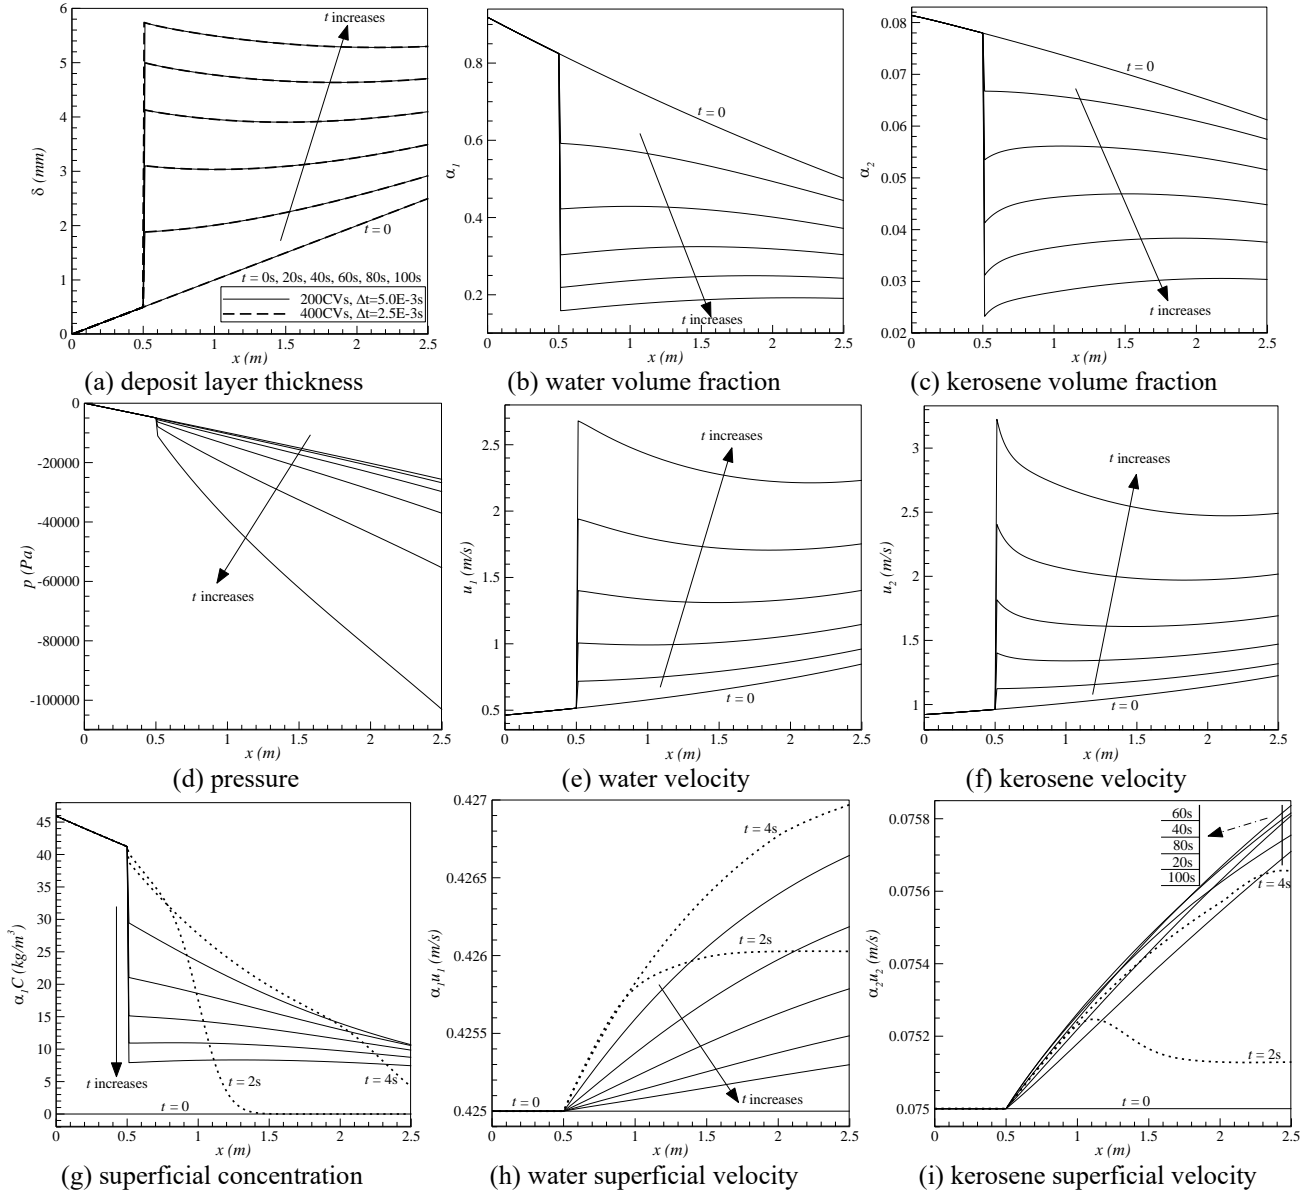 δ (mm)
6
5
4
3
2
1
0
t increases
t = 0
t = 0s, 20s, 40s, 60s, 80s, 100s
200CVs, Δt=5.0E-3s
400CVs, Δt=2.5E-3s
0 0.5 1 1.5 2 2.5
x (m)
(a) deposit layer thickness
α1
0.8
0.6
0.4
0.2
t = 0
t increases
0 0.5 1 1.5 2 2.5
x (m)
(b) water volume fraction
α2
0.08
0.07
0.06
0.05
0.04
0.03
0.02
t = 0
t increases
0 0.5 1 1.5 2 2.5
x (m)
(c) kerosene volume fraction
p (Pa)
0
-20000
-40000
-60000
-80000
-100000
t increases
0 0.5 1 1.5 2 2.5
x (m)
(d) pressure
u1 (m/s)
2.5
2
1.5
1
0.5
t increases
t = 0
0 0.5 1 1.5 2 2.5
x (m)
(e) water velocity
u2 (m/s)
3
2.5
2
1.5
1
t increases
t = 0
0 0.5 1 1.5 2 2.5
x (m)
(f) kerosene velocity
α1C (kg/m³)
45
40
35
30
25
20
15
10
5
0
t increases
t = 2s
t = 4s
t = 0
0 0.5 1 1.5 2 2.5
x (m)
(g) superficial concentration
α1u1 (m/s)
0.427
0.4265
0.426
0.4255
0.425
t = 4s
t = 2s
t increases
t = 0
0 0.5 1 1.5 2 2.5
x (m)
(h) water superficial velocity
α2u2 (m/s)
0.0758
0.0756
0.0754
0.0752
0.075
60s
40s
80s
20s
100s
t = 4s
t = 2s
t = 0
0 0.5 1 1.5 2 2.5
x (m)
(i) kerosene superficial velocity